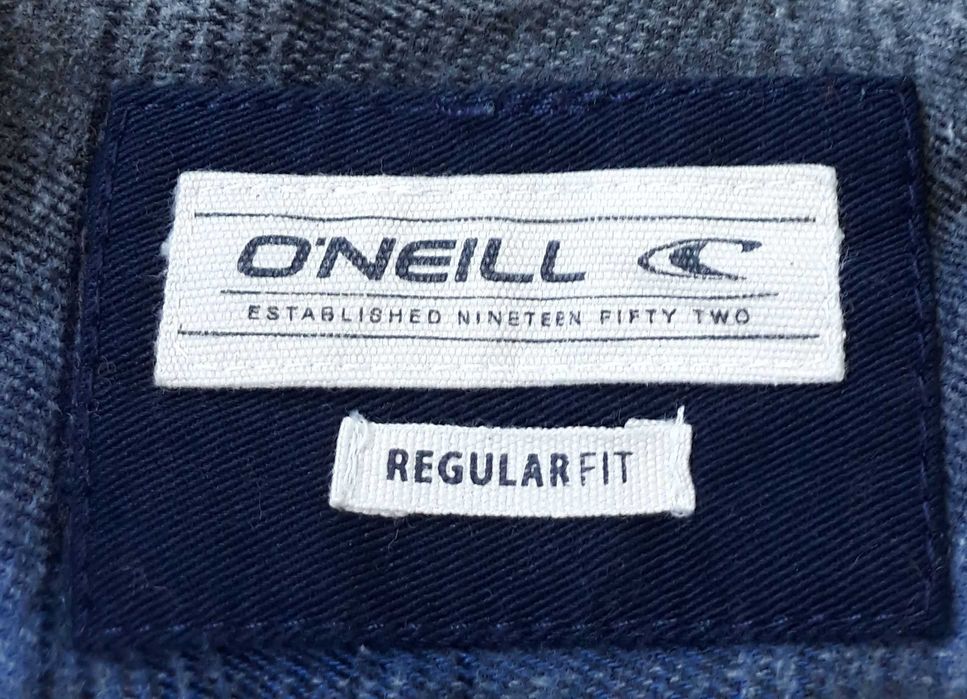 O'NEILL
ESTABLISHED NINETEEN FIFTY TWO
REGULAR FIT